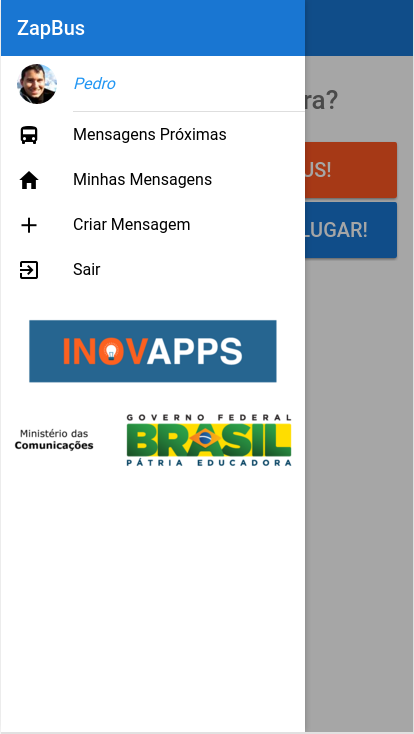 ZapBus
Pedro
ra?
Mensagens Próximas
US!
Minhas Mensagens
Criar Mensagem
LUGAR!
Sair
INOVAPPS
Ministério das
Comunicações
GOVERNO FEDERAL
BRASIL
PÁTRIA EDUCADORA